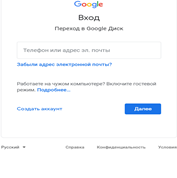 Google
Вход
Переход в Google Диск
Телефон или адрес эл. почты
Забыли адрес электронной почты?
Работаете на чужом компьютере? Включите гостевой
режим. Подробнее...
Создать аккаунт Далее
Русский Справка Конфиденциальность Условия